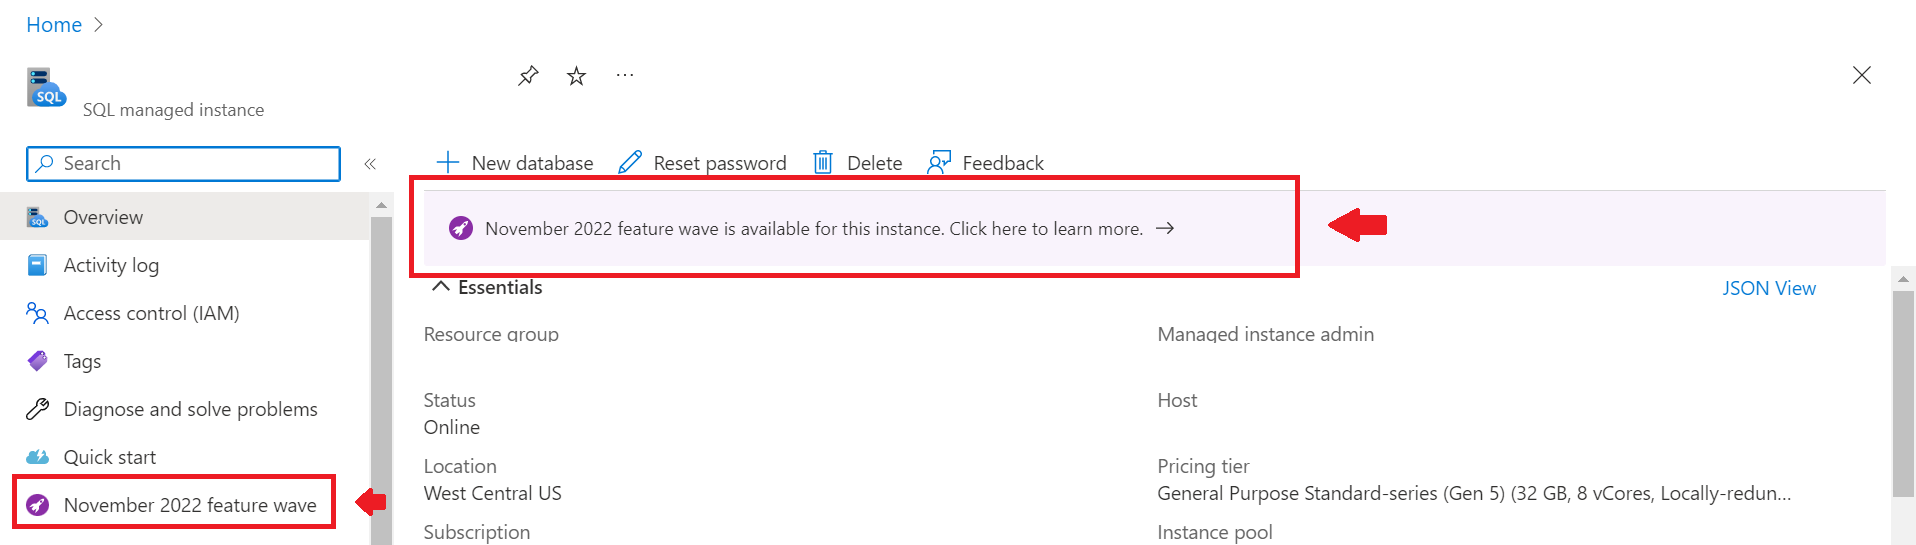 Home
SQL
SQL managed instance
Search
New database
Reset password
Delete
Feedback
Overview
Activity log
Access control (IAM)
Tags
Diagnose and solve problems
Quick start
November 2022 feature wave
November 2022 feature wave is available for this instance. Click here to learn more.
Essentials
JSON View
Resource group
Managed instance admin
Status
Online
Host
Location
West Central US
Pricing tier
General Purpose Standard-series (Gen 5) (32 GB, 8 vCores, Locally-redun...
Subscription
Instance pool